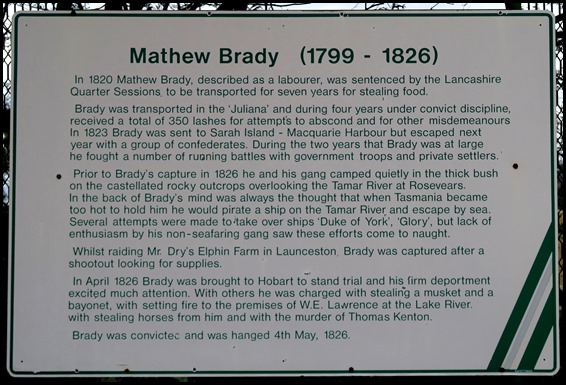 Mathew Brady (1799 - 1826)
In 1820 Mathew Brady, described as a labourer, was sentenced by the Lancashire
Quarter Sessions to be transported for seven years for stealing food.
Brady was transported in the 'Juliana' and during four years under convict discipline,
received a total of 350 lashes for attempts to abscond and for other misdemeanours
In 1823 Brady was sent to Sarah Island - Macquarie Harbour but escaped next
year with a group of confederates. During the two years that Brady was at large
he fought a number of running battles with government troops and private settlers.
Prior to Brady's capture in 1826 he and his gang camped quietly in the thick bush
on the castellated rocky outcrops overlooking the Tamar River at Rosevears.
In the back of Brady's mind was always the thought that when Tasmania became
too hot to hold him he would pirate a ship on the Tamar River and escape by sea.
Several attempts were made to take over ships 'Duke of York', 'Glory', but lack of
enthusiasm by his non-seafaring gang saw these efforts come to naught.
Whilst raiding Mr. Dry's Elphin Farm in Launceston, Brady was captured after a
shootout looking for supplies.
In April 1826 Brady was brought to Hobart to stand trial and his firm deportment
excited much attention. With others he was charged with stealing a musket and a
bayonet, with setting fire to the premises of W.E. Lawrence at the Lake River.
with stealing horses from him and with the murder of Thomas Kenton.
Brady was convicted and was hanged 4th May, 1826.